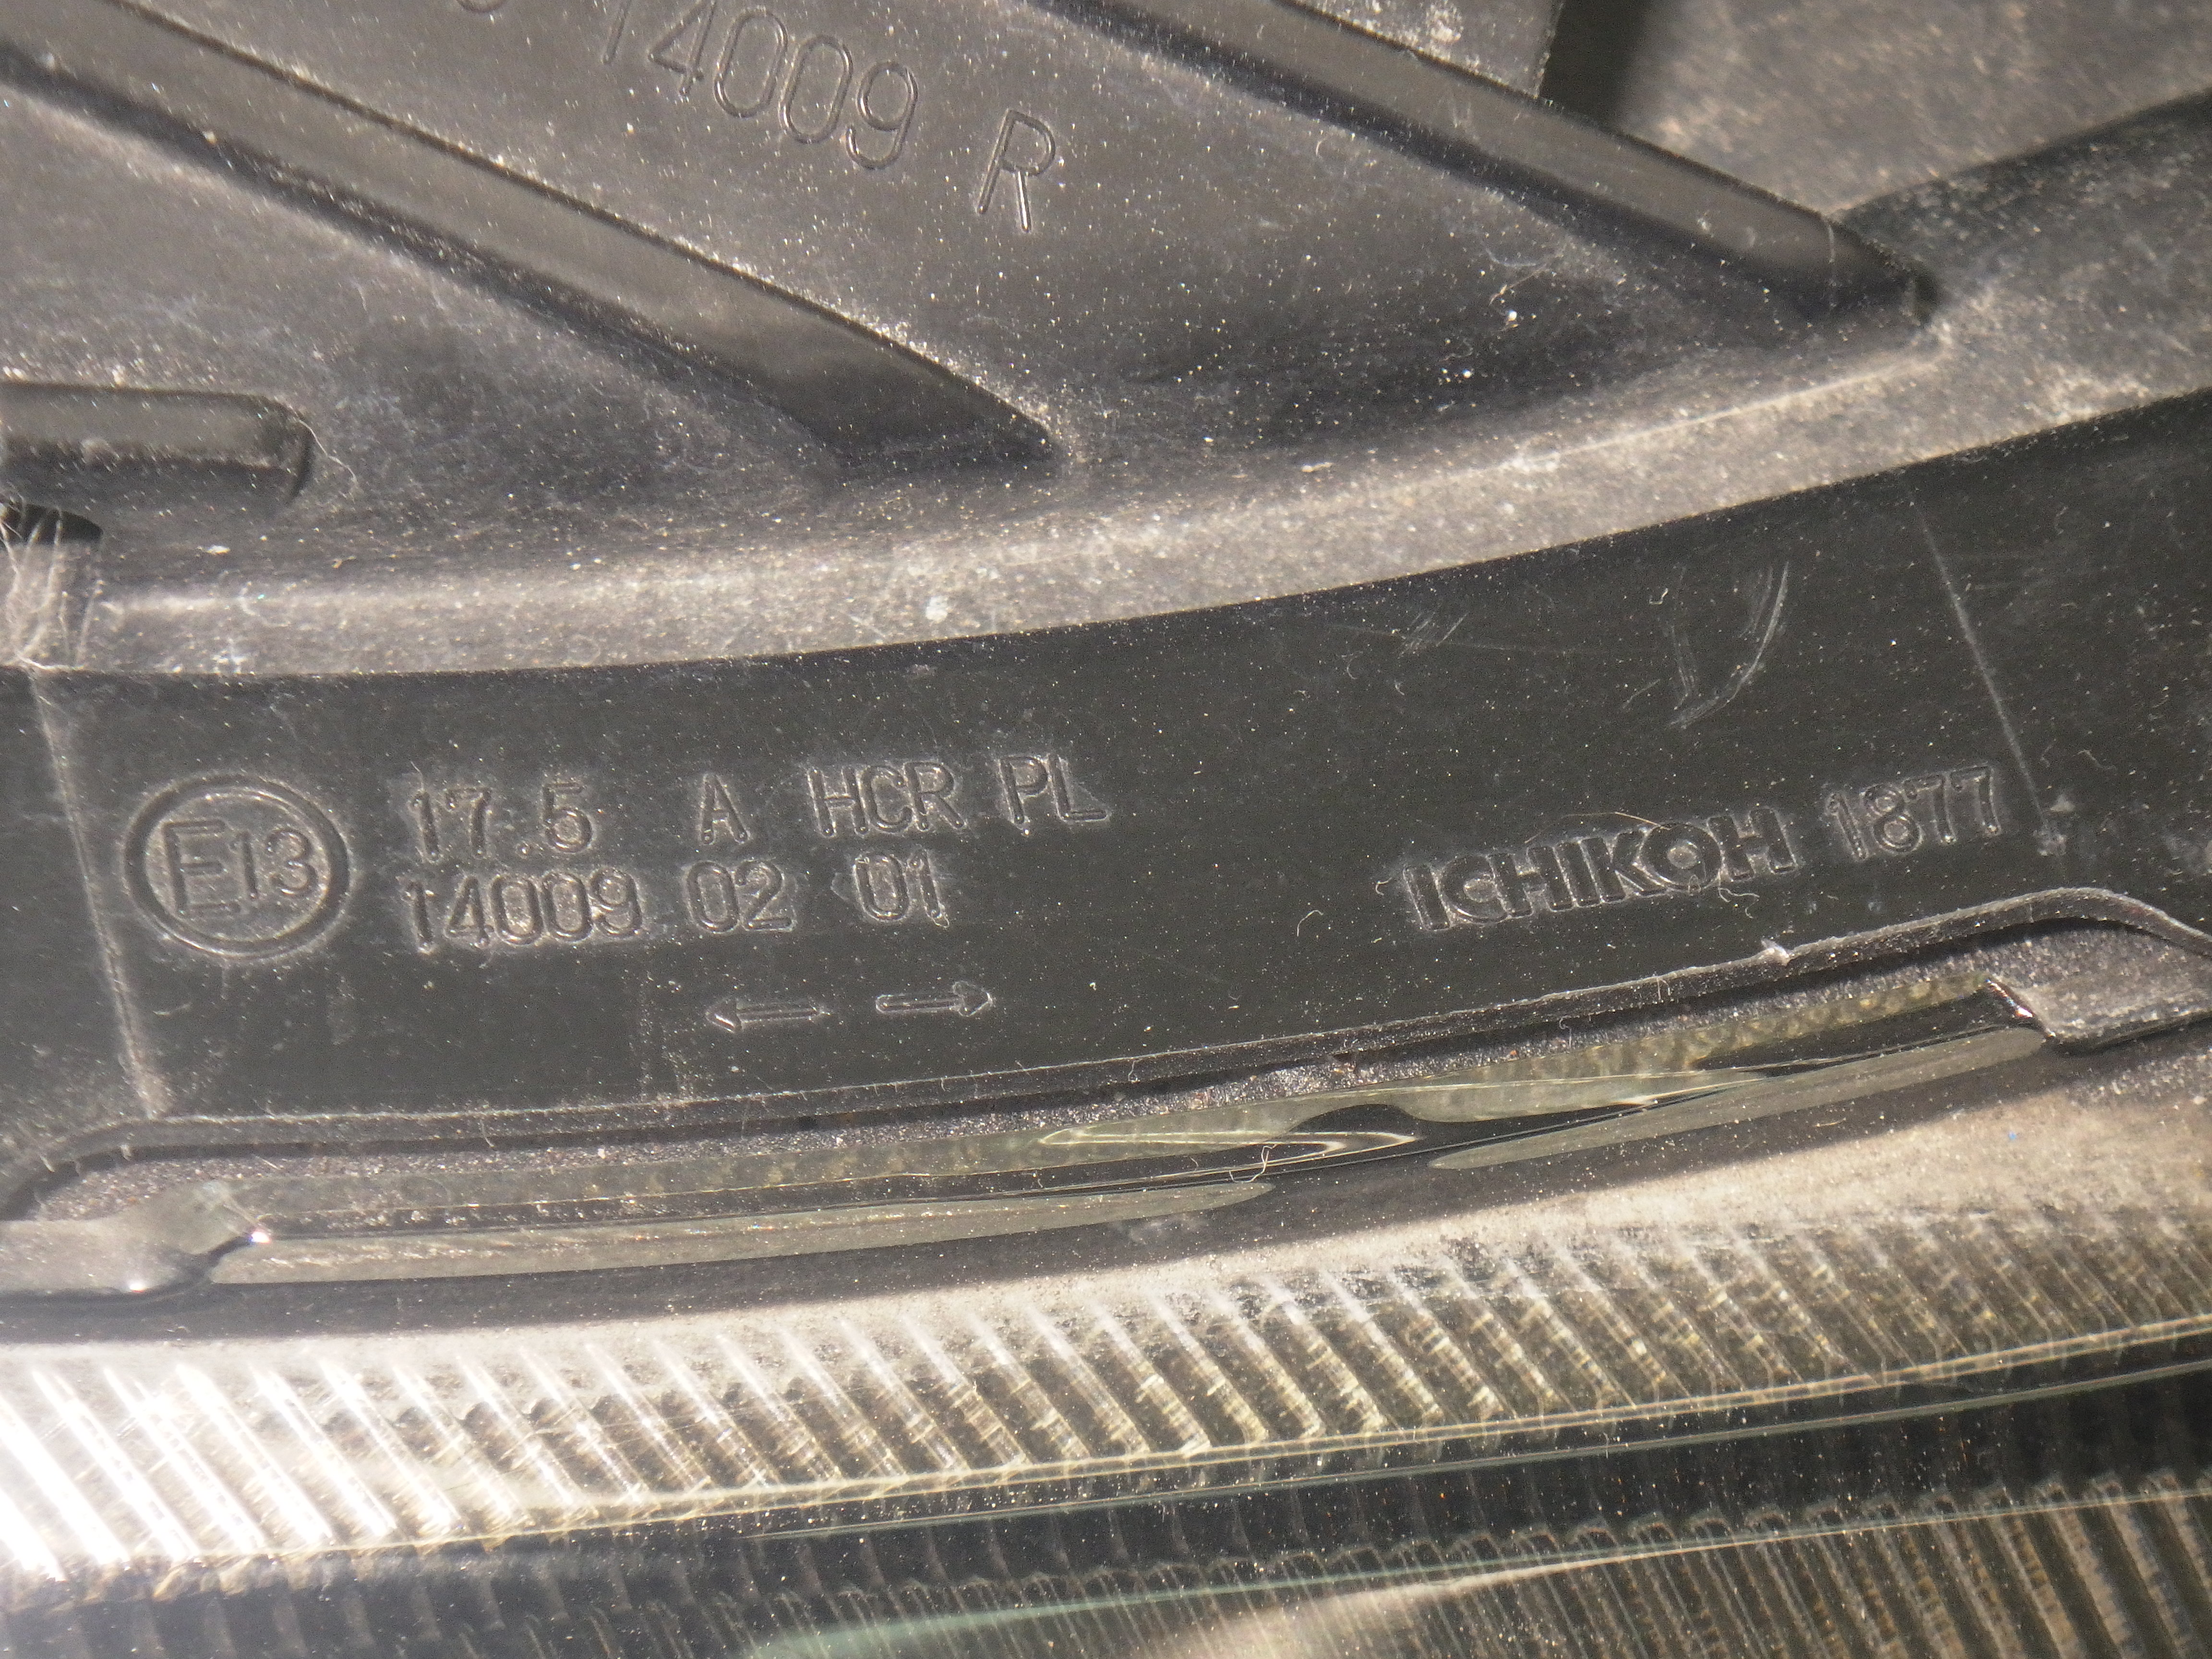 14009 R
E13
17.5 A HCR PL
14009 02 01
← →
ICHIKOH 1877